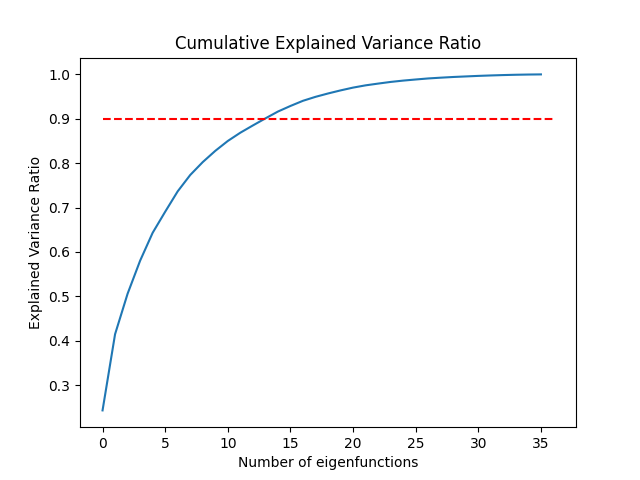 Cumulative Explained Variance Ratio
1.0
0.9
0.8
0.7
0.6
0.5
0.4
0.3
Explained Variance Ratio
0 5 10 15 20 25 30 35
Number of eigenfunctions